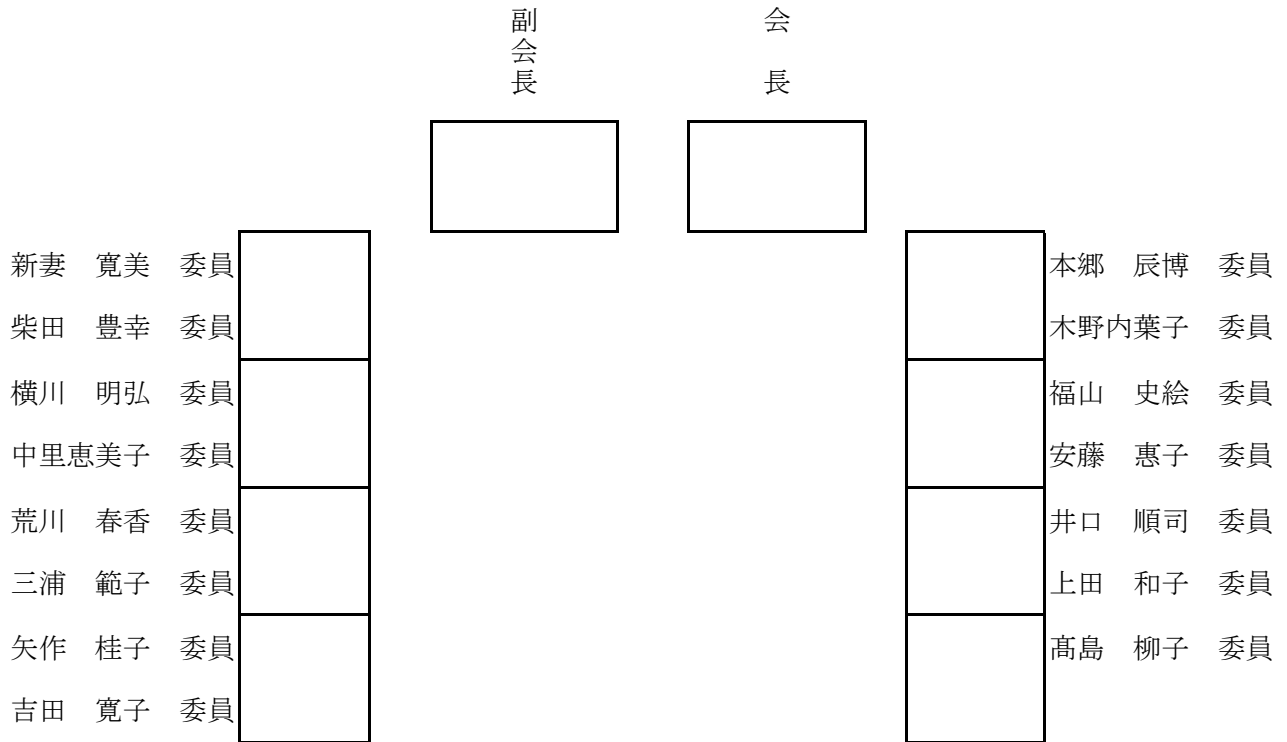 副会長
会　長
新妻　寛美　委員
柴田　豊幸　委員
横川　明弘　委員
中里恵美子　委員
荒川　春香　委員
三浦　範子　委員
矢作　桂子　委員
吉田　寛子　委員
本郷　辰博　委員
木野内葉子　委員
福山　史絵　委員
安藤　惠子　委員
井口　順司　委員
上田　和子　委員
髙島　柳子　委員